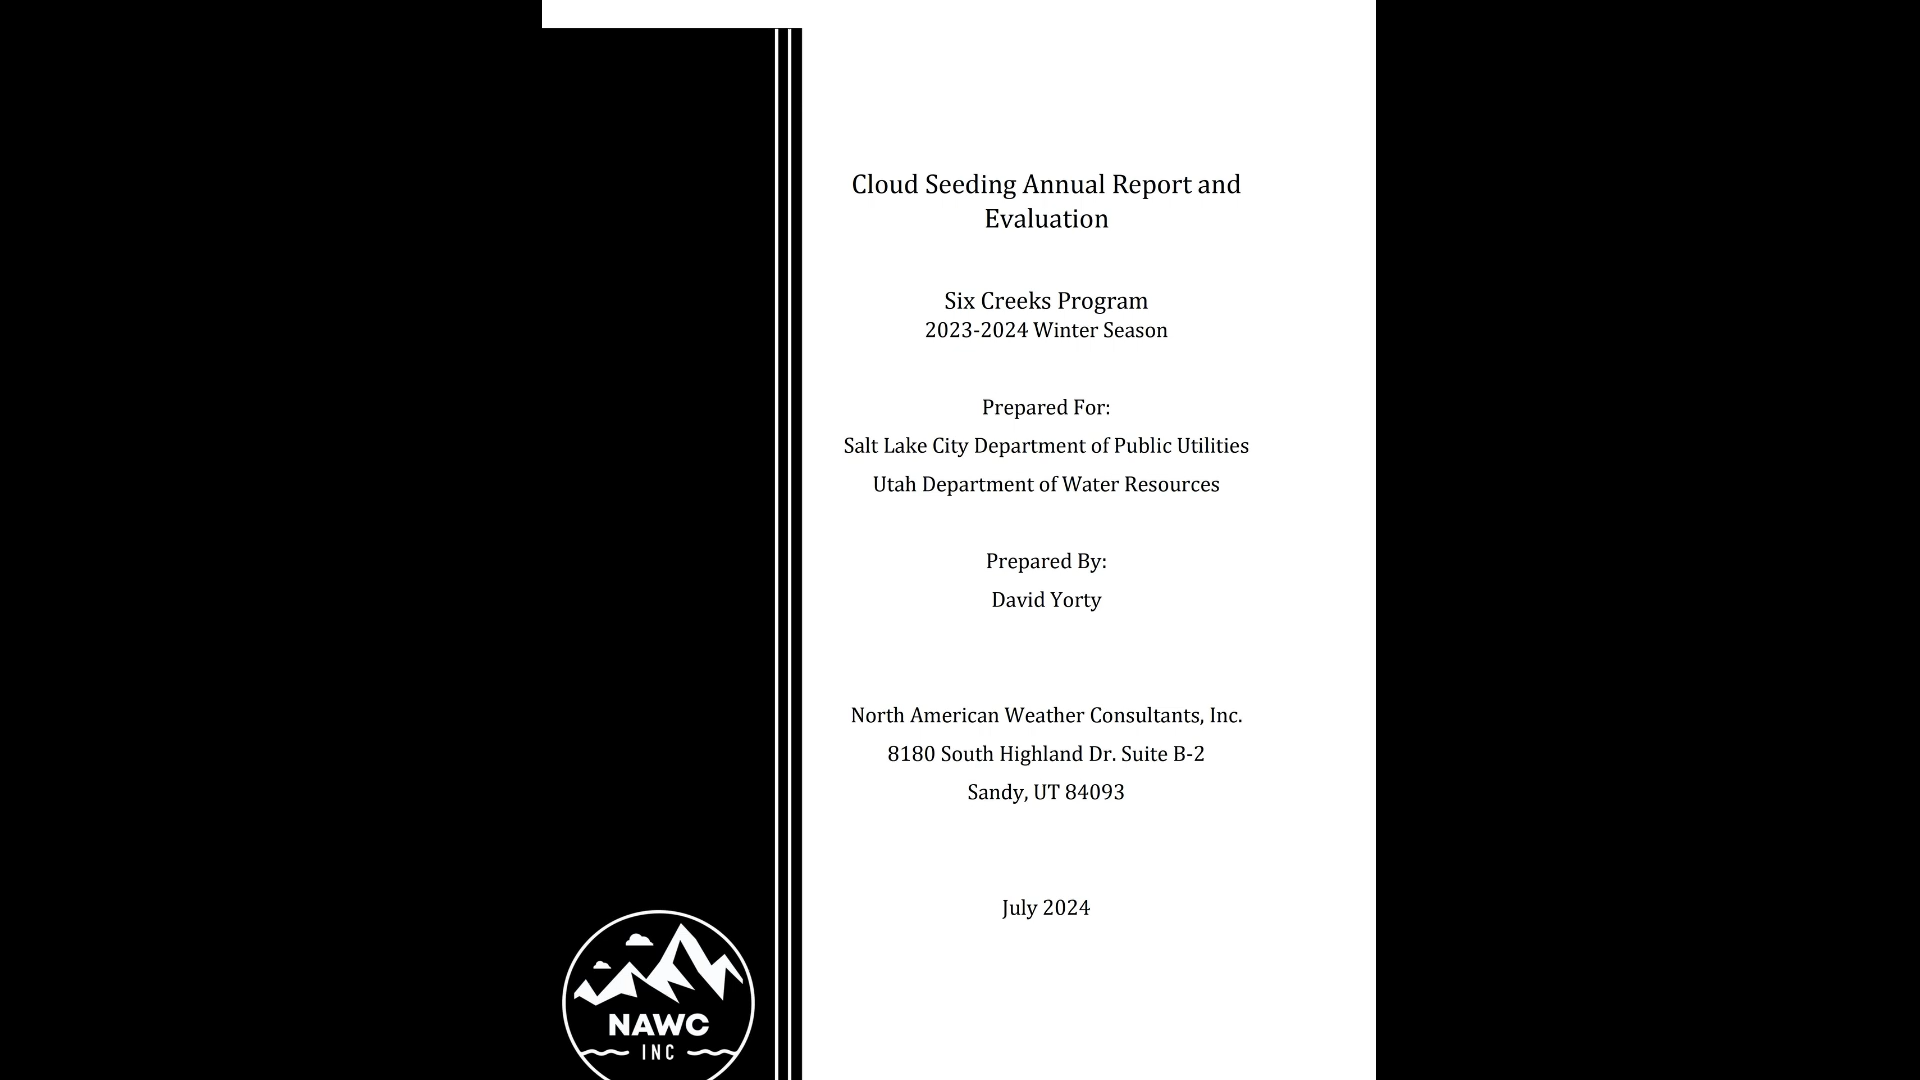 Cloud Seeding Annual Report and
Evaluation
Six Creeks Program
2023-2024 Winter Season
Prepared For:
Salt Lake City Department of Public Utilities
Utah Department of Water Resources
Prepared By:
David Yorty
North American Weather Consultants, Inc.
8180 South Highland Dr. Suite B-2
Sandy, UT 84093
July 2024
NAWC
INC